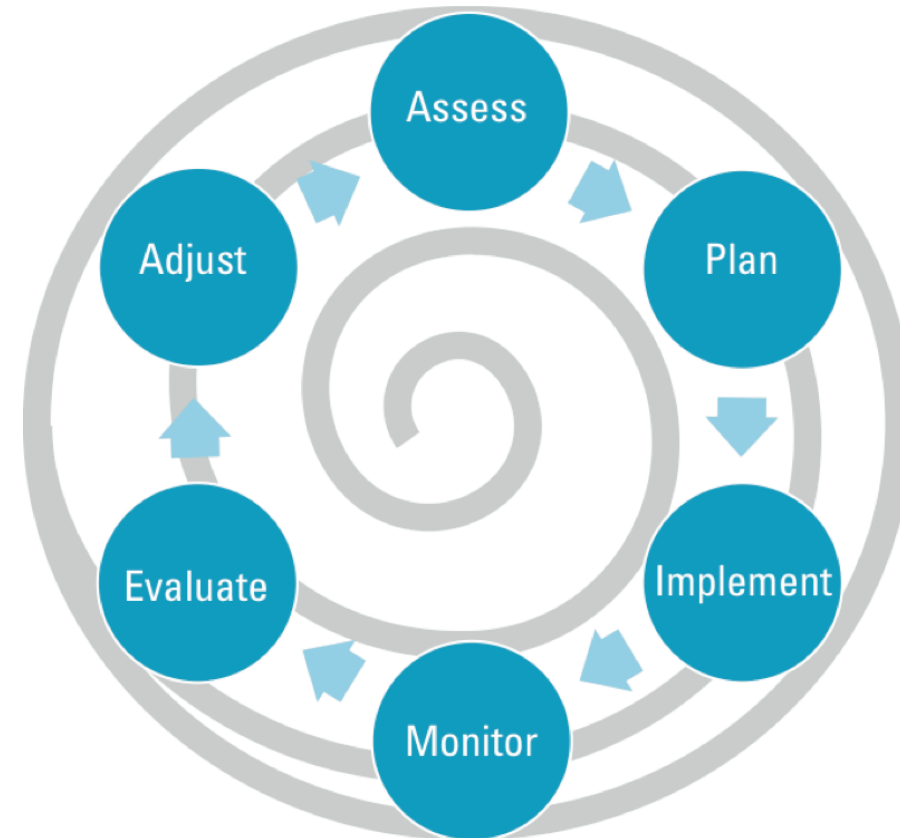 Assess
Plan
Implement
Monitor
Evaluate
Adjust